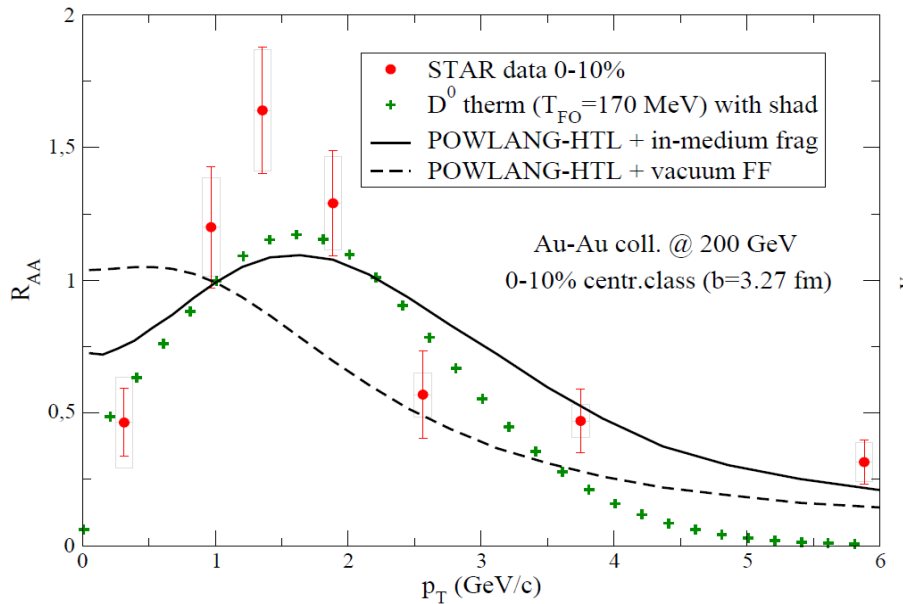 2
1,5
1
0,5
0
R_AA
STAR data 0-10%
D^0 therm (T_FO=170 MeV) with shad
POWLANG-HTL + in-medium frag
POWLANG-HTL + vacuum FF
Au-Au coll. @ 200 GeV
0-10% centr.class (b=3.27 fm)
0 1 2 3 4 5 6
p_T (GeV/c)